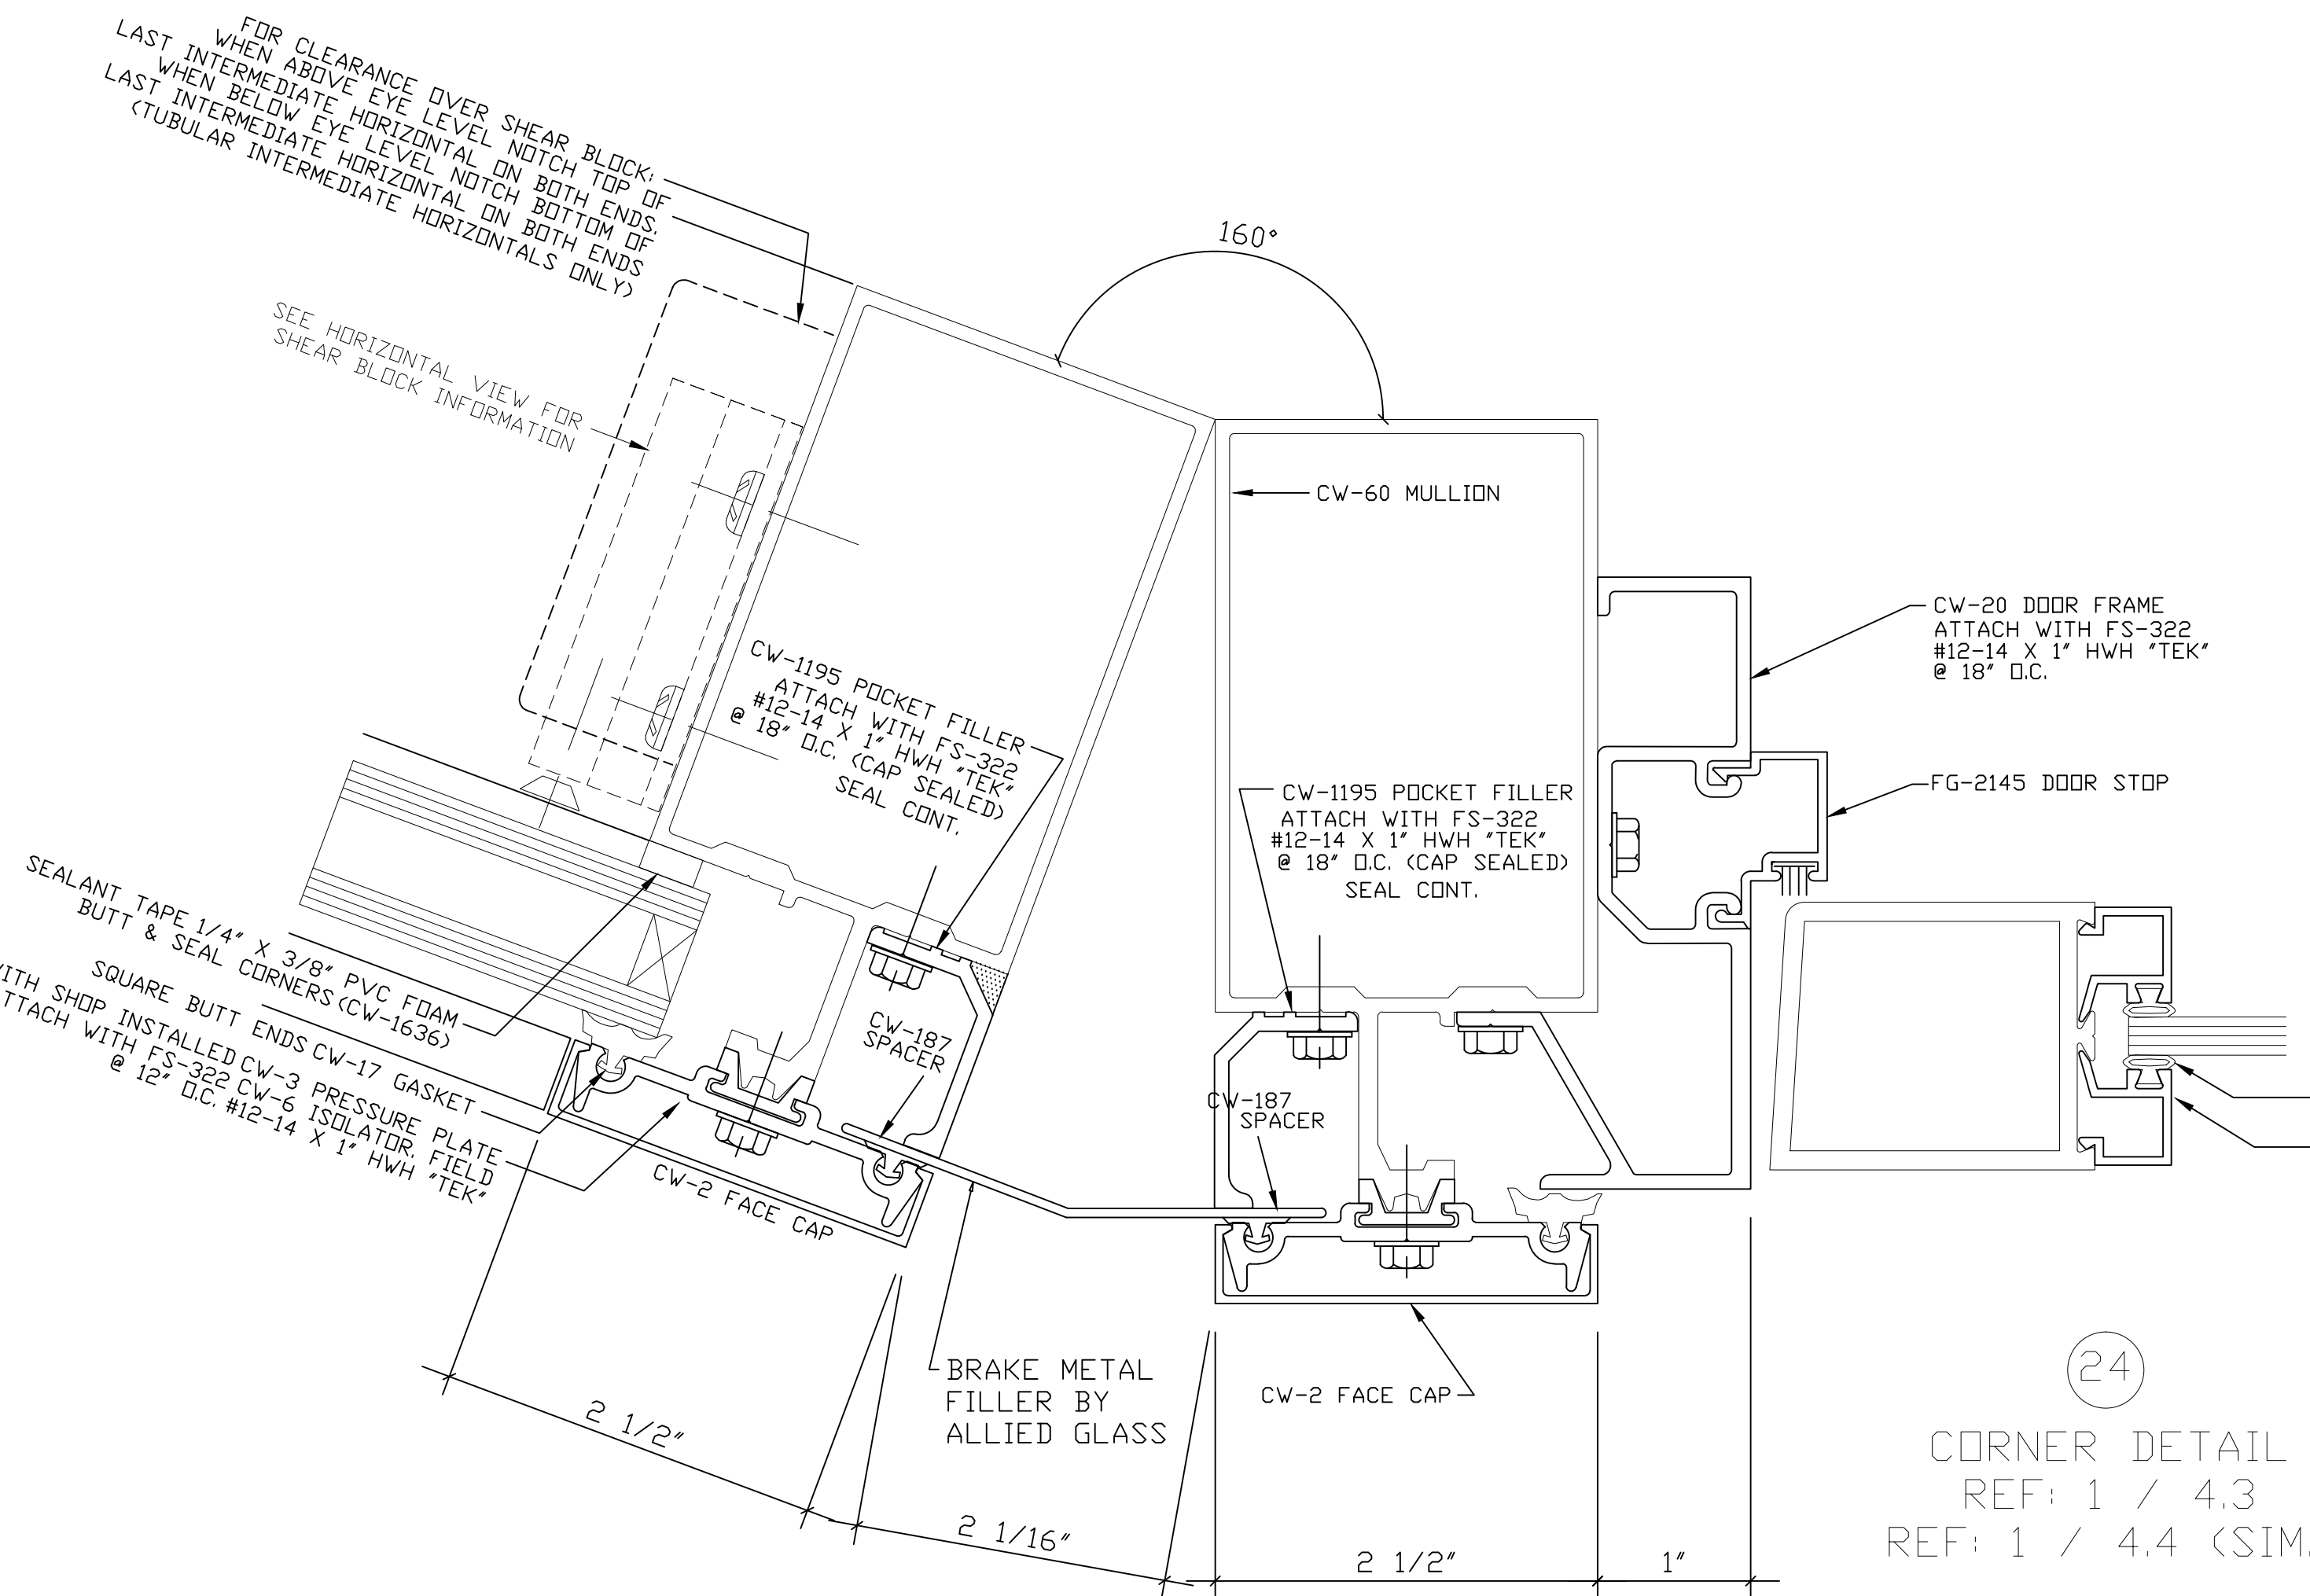 FOR CLEARANCE OVER SHEAR BLOCK:
WHEN ABOVE EYE LEVEL NOTCH TOP OF
LAST INTERMEDIATE HORIZONTAL ON BOTH ENDS.
WHEN BELOW EYE LEVEL NOTCH BOTTOM OF
LAST INTERMEDIATE HORIZONTAL ON BOTH ENDS
(TUBULAR INTERMEDIATE HORIZONTALS ONLY)
SEE HORIZONTAL VIEW FOR
SHEAR BLOCK INFORMATION
160°
CW-60 MULLION
CW-20 DOOR FRAME
ATTACH WITH FS-322
#12-14 X 1" HWH "TEK"
@ 18" O.C.
FG-2145 DOOR STOP
CW-1195 POCKET FILLER
ATTACH WITH FS-322
#12-14 X 1" HWH "TEK"
@ 18" O.C. (CAP SEALED)
SEAL CONT.
CW-1195 POCKET FILLER
ATTACH WITH FS-322
#12-14 X 1" HWH "TEK"
@ 18" O.C. (CAP SEALED)
SEAL CONT.
SEALANT TAPE 1/4" X 3/8" PVC FOAM
BUTT & SEAL CORNERS (CW-1636)
SQUARE BUTT ENDS CW-17 GASKET
WITH SHOP INSTALLED CW-3 PRESSURE PLATE
ATTACH WITH FS-322 CW-6 ISOLATOR. FIELD
@ 12" O.C. #12-14 X 1" HWH "TEK"
CW-187
SPACER
CW-187
SPACER
CW-2 FACE CAP
BRAKE METAL
FILLER BY
ALLIED GLASS
CW-2 FACE CAP
2 1/2"
2 1/16"
2 1/2"
1"
24
CORNER DETAIL
REF: 1 / 4.3
REF: 1 / 4.4 (SIM.